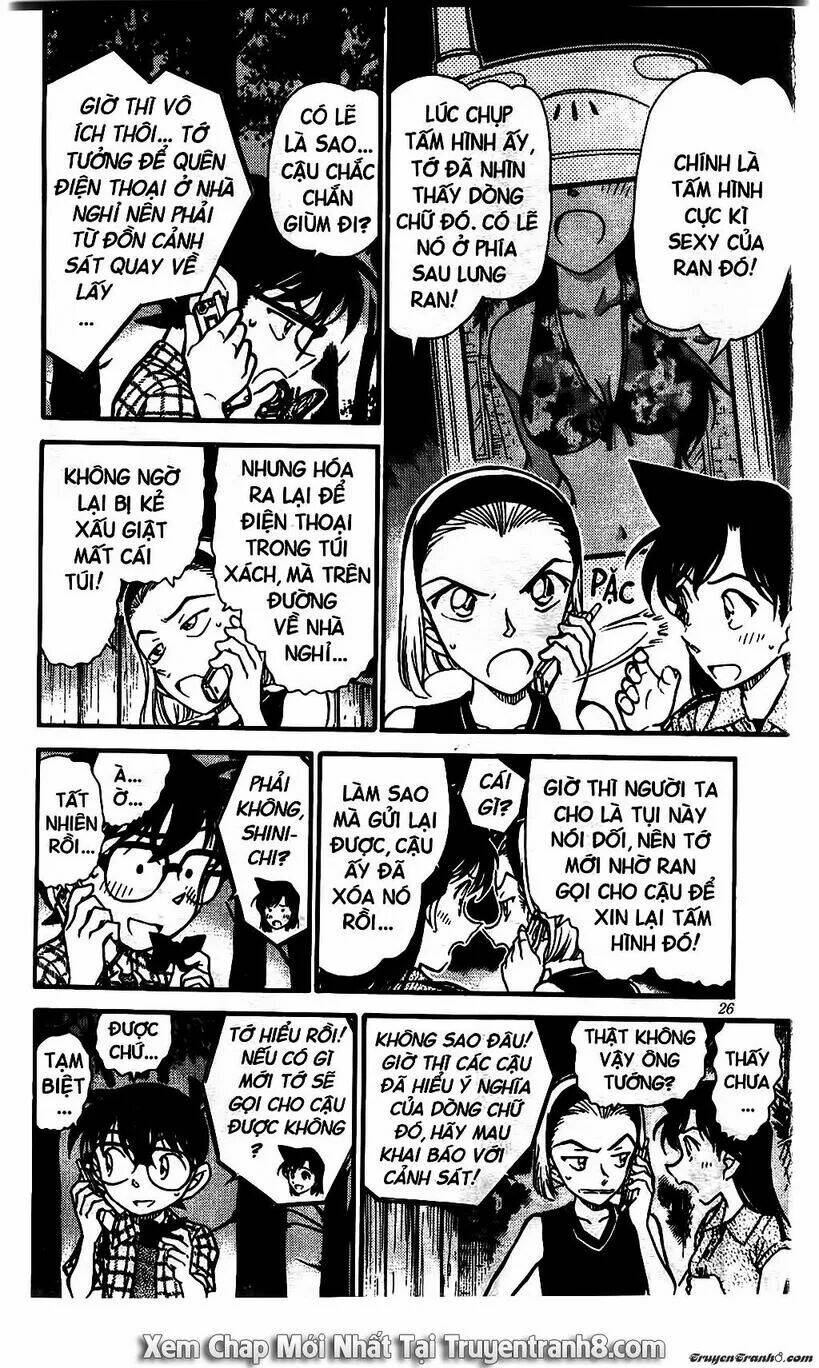 CHÍNH LÀ
TẤM HÌNH
CỰC KÌ
SEXY CỦA
RAN ĐÓ!
LÚC CHỤP
TẤM HÌNH ẤY,
TỚ ĐÃ NHÌN
THẤY DÒNG
CHỮ ĐÓ. CÓ LẼ
NÓ Ở PHÍA
SAU LƯNG
RAN!
PẶC
CÓ LẼ
LÀ SAO...
CẬU CHẮC
CHẮN
GIÙM ĐI?
GIỜ THÌ VÔ
ÍCH THÔI... TỚ
TƯỞNG ĐỂ QUÊN
ĐIỆN THOẠI Ở NHÀ
NGHỈ NÊN PHẢI
TỪ ĐỒN CẢNH
SÁT QUAY VỀ
LẤY
...
NHƯNG HÓA
RA LẠI ĐỂ
ĐIỆN THOẠI
TRONG TÚI
XÁCH, MÀ TRÊN
ĐƯỜNG
VỀ NHÀ
NGHỈ...
KHÔNG NGỜ
LẠI BỊ KẺ
XẤU GIẬT
MẤT CÁI
TÚI!
GIỜ THÌ NGƯỜI TA
CHO LÀ TỤI NÀY
NÓI DỐI, NÊN TỚ
MỚI NHỜ RAN
GỌI CHO CẬU ĐỂ
XIN LẠI TẤM
HÌNH ĐÓ!
CÁI
GÌ?
LÀM SAO
MÀ GỬI LẠI
ĐƯỢC, CẬU
ẤY ĐÃ
XÓA NÓ
RỒI...
PHẢI
KHÔNG,
SHINI-
CHI?
À...
Ờ...
TẤT
NHIÊN
RỒI...
26
THẤY
CHƯA...
THẬT KHÔNG
VẬY ÔNG
TƯỚNG?
KHÔNG SAO ĐÂU!
GIỜ THÌ CÁC CẬU
ĐÃ HIỂU Ý NGHĨA
CỦA DÒNG CHỮ
ĐÓ, HÃY MAU
KHAI BÁO VỚI
CẢNH SÁT!
TỚ HIỂU RỒI!
NẾU CÓ GÌ
MỚI TỚ SẼ
GỌI CHO CẬU
ĐƯỢC KHÔNG
?
ĐƯỢC
CHỨ...
TẠM
BIỆT
...
Xem Chap Mới Nhất Tại Truyentranh8.com
TruyenTranh8.com